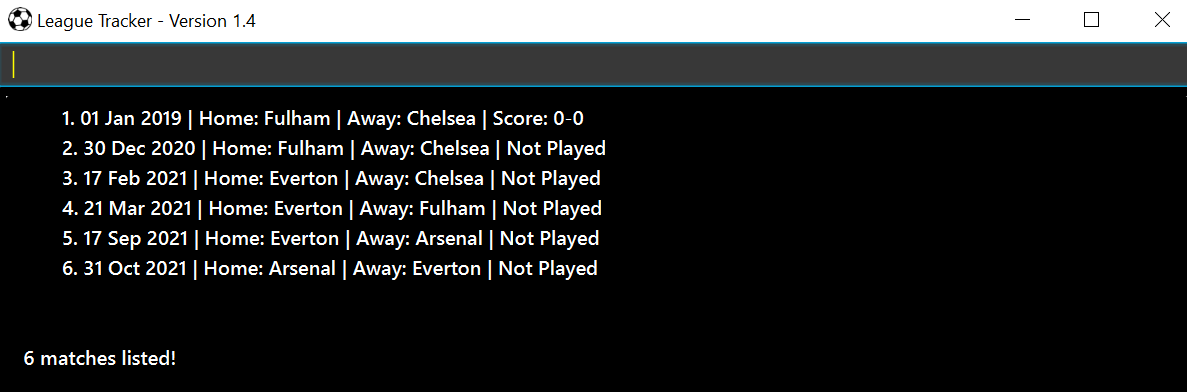 League Tracker - Version 1.4
1. 01 Jan 2019 | Home: Fulham | Away: Chelsea | Score: 0-0
2. 30 Dec 2020 | Home: Fulham | Away: Chelsea | Not Played
3. 17 Feb 2021 | Home: Everton | Away: Chelsea | Not Played
4. 21 Mar 2021 | Home: Everton | Away: Fulham | Not Played
5. 17 Sep 2021 | Home: Everton | Away: Arsenal | Not Played
6. 31 Oct 2021 | Home: Arsenal | Away: Everton | Not Played
6 matches listed!